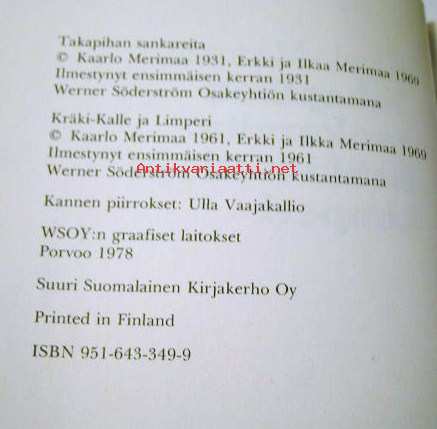 Takapihan sankareita
© Kaarlo Merimaa 1931, Erkki ja Ilkaa Merimaa 1969
Ilmestynyt ensimmäisen kerran 1931
Werner Söderström Osakeyhtiön kustantamana
Kräki-Kalle ja Limperi
© Kaarlo Merimaa 1961, Erkki ja Ilkka Merimaa 1969
Ilmestynyt ensimmäisen kerran 1961
Antikvariaatti.net
Werner Söderström Osakeyhtiön kustantamana
Kannen piirrokset: Ulla Vaajakallio
WSOY:n graafiset laitokset
Porvoo 1978
Suuri Suomalainen Kirjakerho Oy
Printed in Finland
ISBN 951-643-349-9